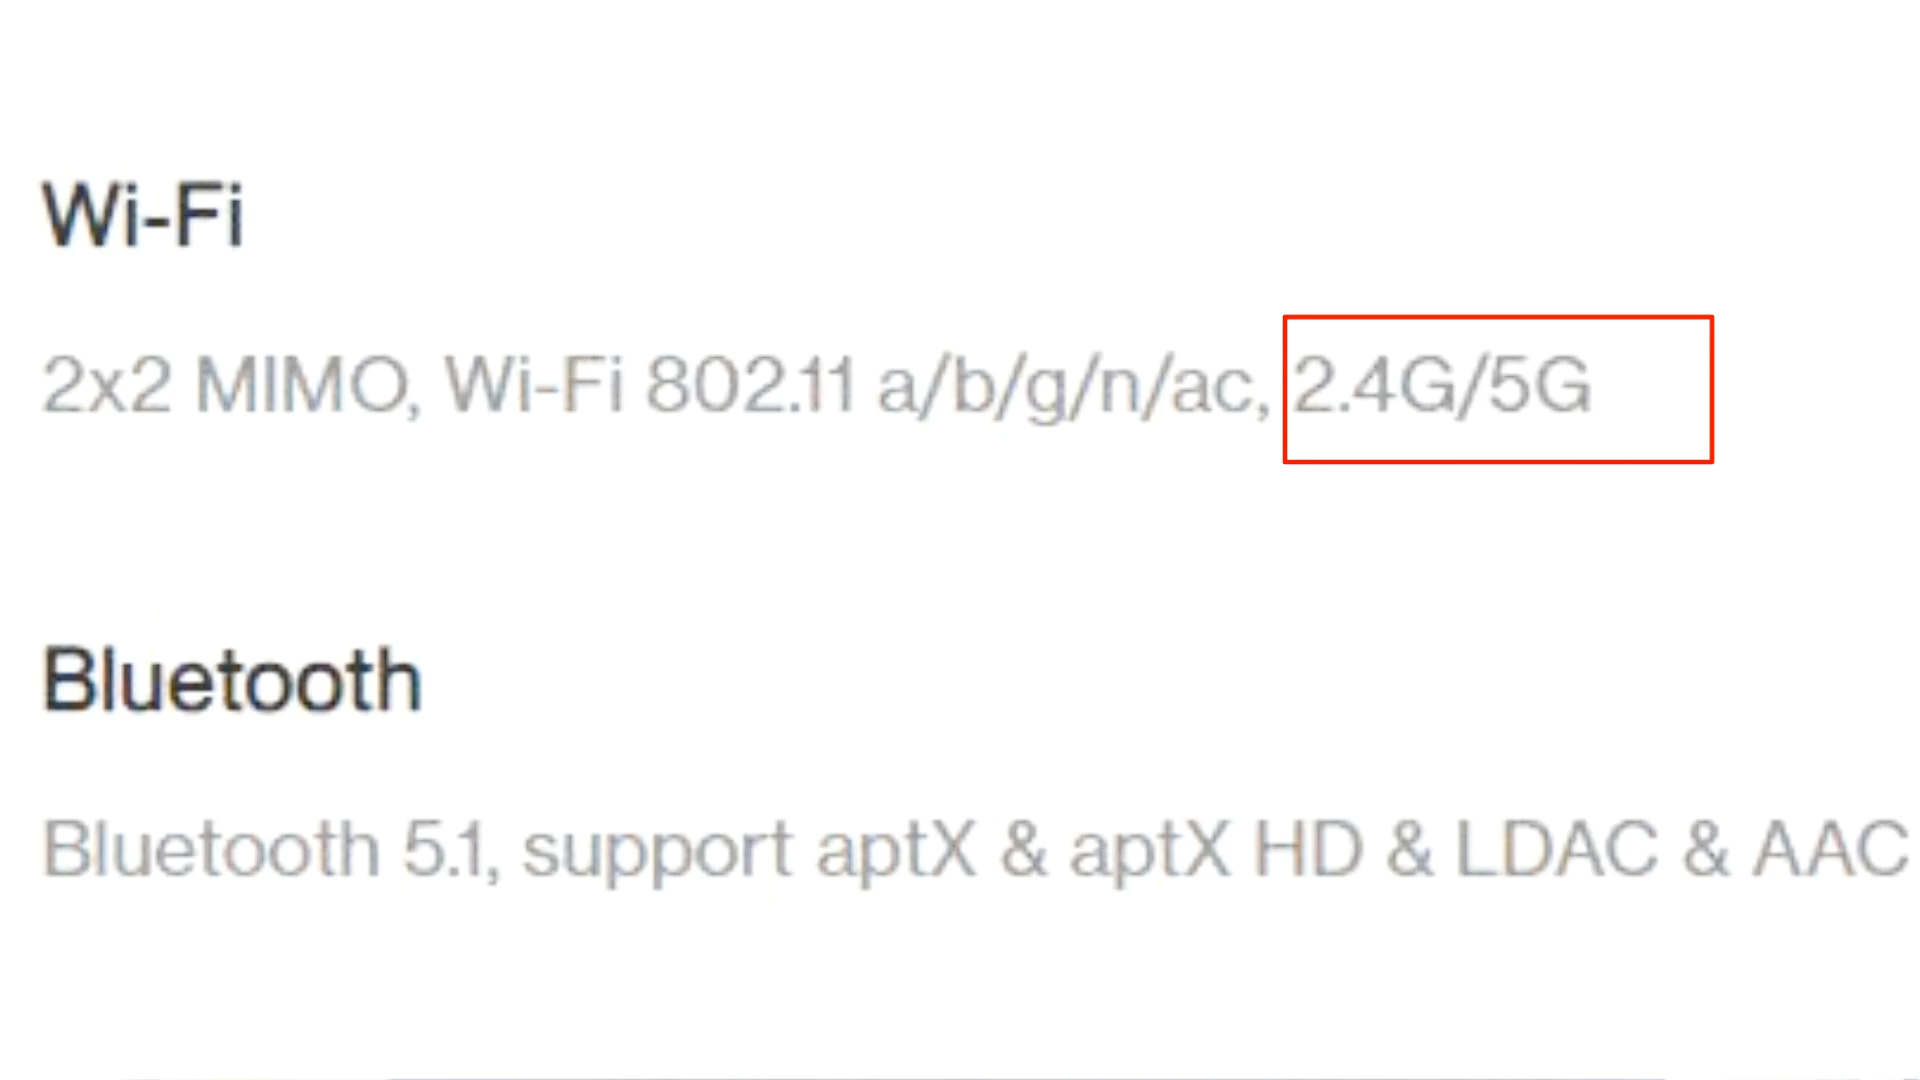 Wi-Fi
2x2 MIMO, Wi-Fi 802.11 a/b/g/n/ac, 2.4G/5G
Bluetooth
Bluetooth 5.1, support aptX & aptX HD & LDAC & AAC